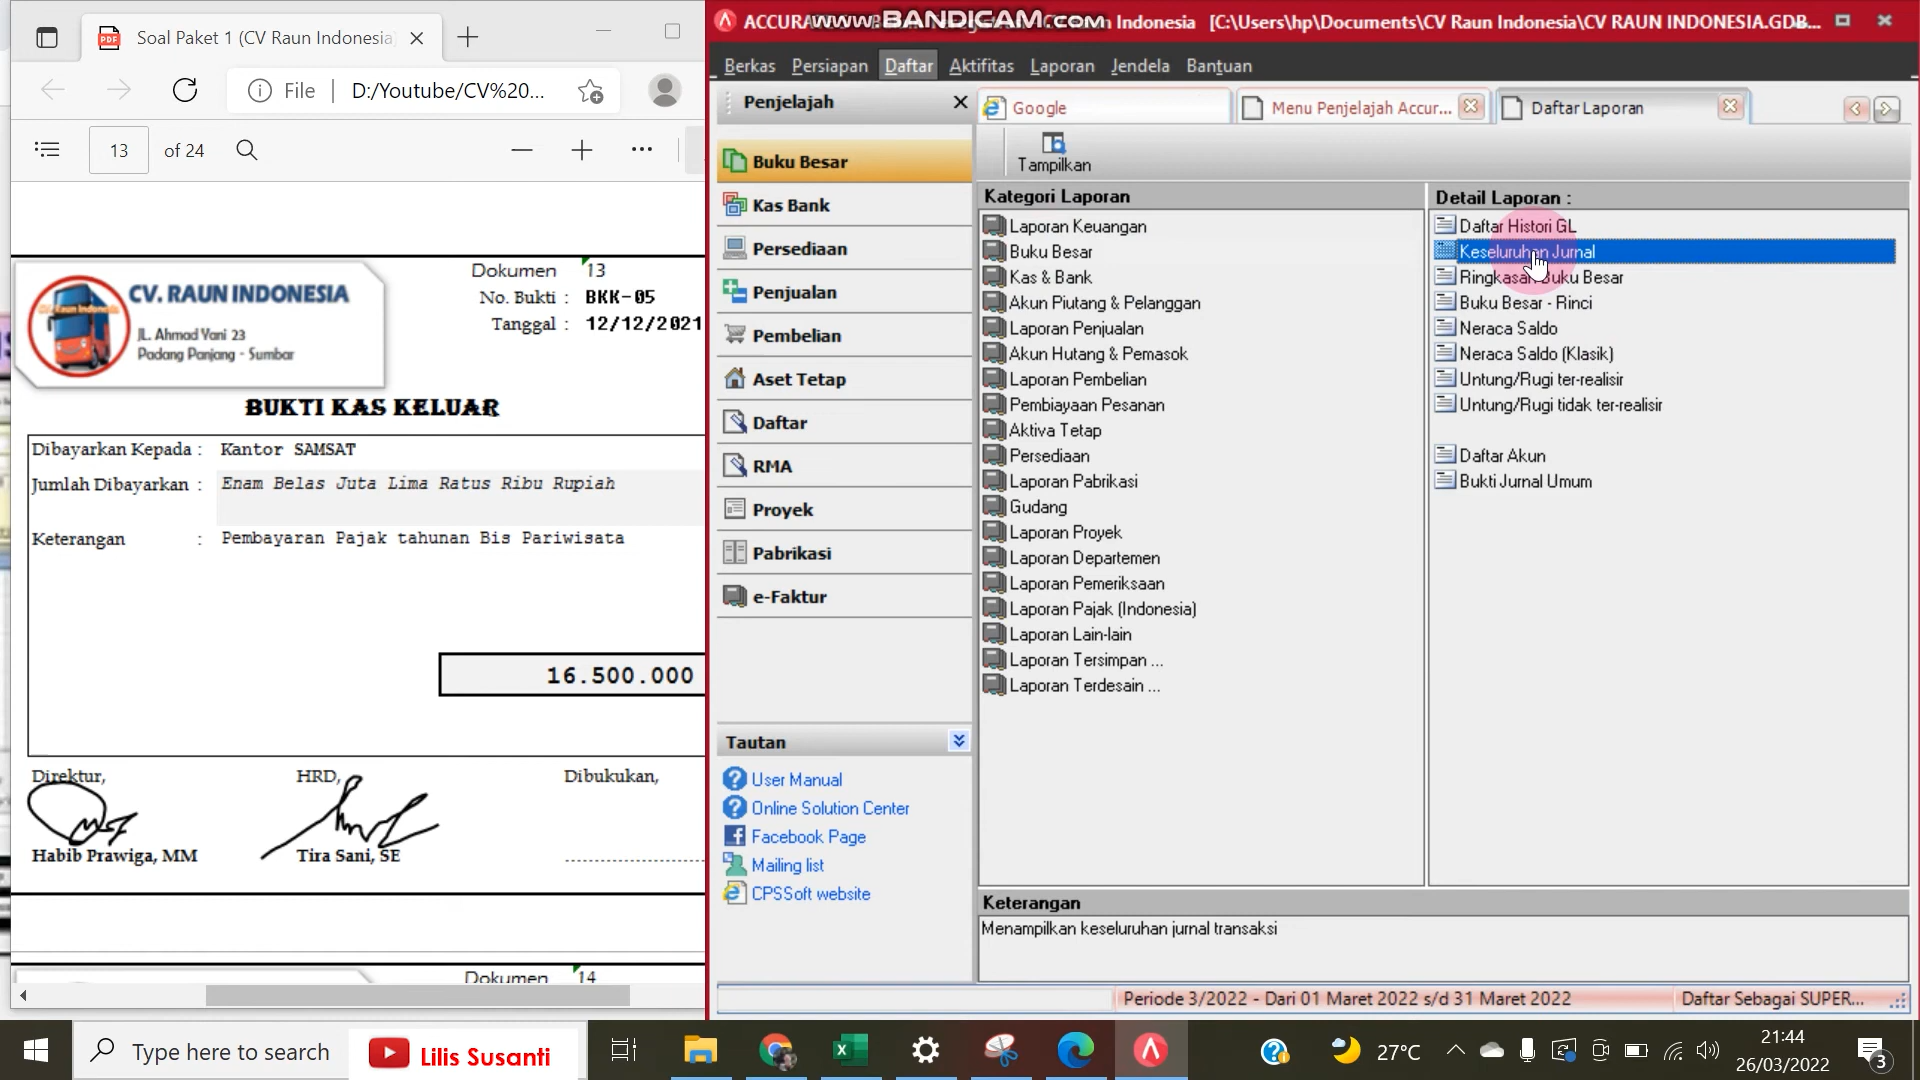 Soal Paket 1 (CV Raun Indonesia)
File
D:/Youtube/CV%20...
13 of 24
CV. RAUN INDONESIA
JL. Ahmad Yani 23
Padang Panjang - Sumbar
Dokumen 13
No. Bukti : BKK-05
Tanggal : 12/12/2021
BUKTI KAS KELUAR
Dibayarkan Kepada : Kantor SAMSAT
Jumlah Dibayarkan : Enam Belas Juta Lima Ratus Ribu Rupiah
Keterangan : Pembayaran Pajak tahunan Bis Pariwisata
16.500.000
Direktur, HRD, Dibukukan,
Habib Prawiga, MM Tira Sani, SE
Dokumen 14
www.BANDICAM.com
Indonesia [C:\Users\hp\Documents\CV Raun Indonesia\CV RAUN INDONESIA.GDB...
Berkas Persiapan Daftar Aktifitas Laporan Jendela Bantuan
Penjelajah
Google
Menu Penjelajah Accur...
Daftar Laporan
Tampilkan
Buku Besar
Kas Bank
Persediaan
Penjualan
Pembelian
Aset Tetap
Daftar
RMA
Proyek
Pabrikasi
e-Faktur
Tautan
User Manual
Online Solution Center
Facebook Page
Mailing list
CPSSoft website
Kategori Laporan
Laporan Keuangan
Buku Besar
Kas & Bank
Akun Piutang & Pelanggan
Laporan Penjualan
Akun Hutang & Pemasok
Laporan Pembelian
Pembiayaan Pesanan
Aktiva Tetap
Persediaan
Laporan Pabrikasi
Gudang
Laporan Proyek
Laporan Departemen
Laporan Pemeriksaan
Laporan Pajak (Indonesia)
Laporan Lain-lain
Laporan Tersimpan ...
Laporan Terdesain ...
Detail Laporan :
Daftar Histori GL
Keseluruhan Jurnal
Ringkasan Buku Besar
Buku Besar - Rinci
Neraca Saldo
Neraca Saldo (Klasik)
Untung/Rugi ter-realisir
Untung/Rugi tidak ter-realisir
Daftar Akun
Bukti Jurnal Umum
Keterangan
Menampilkan keseluruhan jurnal transaksi
Periode 3/2022 - Dari 01 Maret 2022 s/d 31 Maret 2022
Daftar Sebagai SUPER...
Type here to search
Lilis Susanti
27°C
21:44
26/03/2022
3